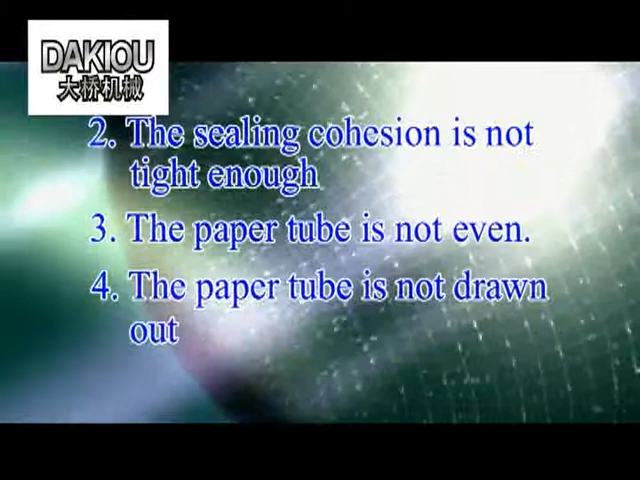 DAKIOU
大桥机械
2. The sealing cohesion is not
tight enough
3. The paper tube is not even.
4. The paper tube is not drawn
out